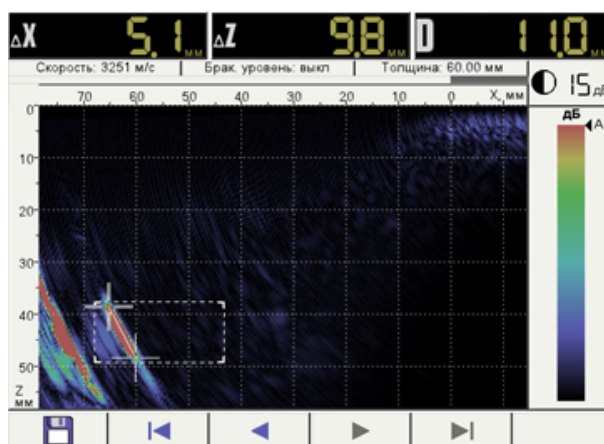 ΔX 5.1 мм ΔZ 9.8 мм D 11.0 мм
Скорость: 3251 м/с Брак. уровень: выкл Толщина: 60.00 мм
15 дБ
70 60 50 40 30 20 10 0 X, мм
0
10
20
30
40
50
Z
мм
дБ
А